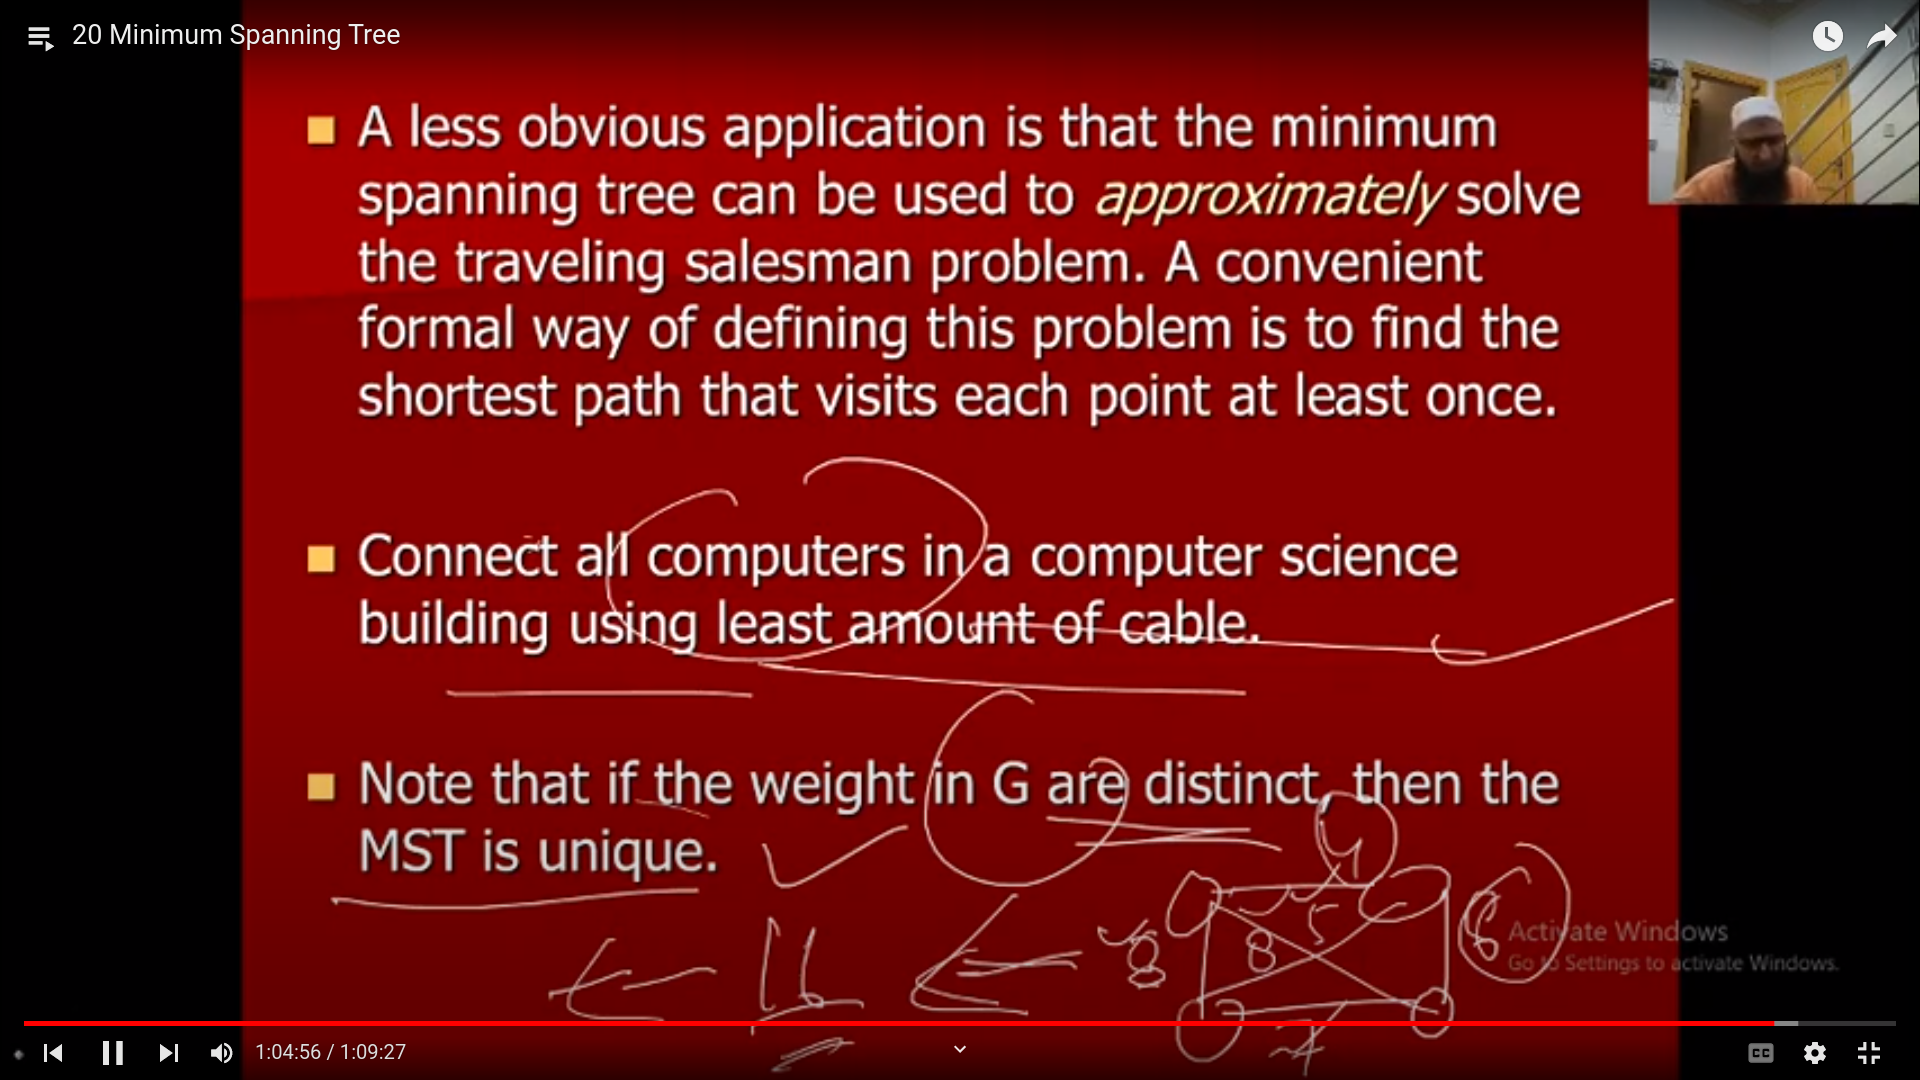 20 Minimum Spanning Tree
A less obvious application is that the minimum
spanning tree can be used to approximately solve
the traveling salesman problem. A convenient
formal way of defining this problem is to find the
shortest path that visits each point at least once.
Connect all computers in a computer science
building using least amount of cable.
Note that if the weight in G are distinct, then the
MST is unique.
4
5
6
8
8
7
16
Activate Windows
Go to Settings to activate Windows.
1:04:56 / 1:09:27
CC